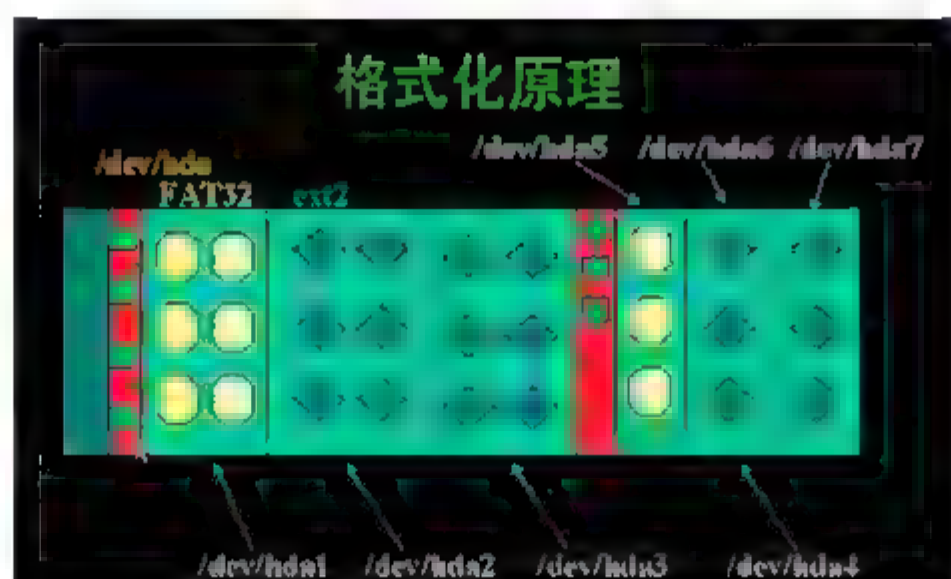 格式化原理
/dev/hda5 /dev/hda6 /dev/hda7
/dev/hda
FAT32 ext2
/dev/hda1 /dev/hda2 /dev/hda3 /dev/hda4